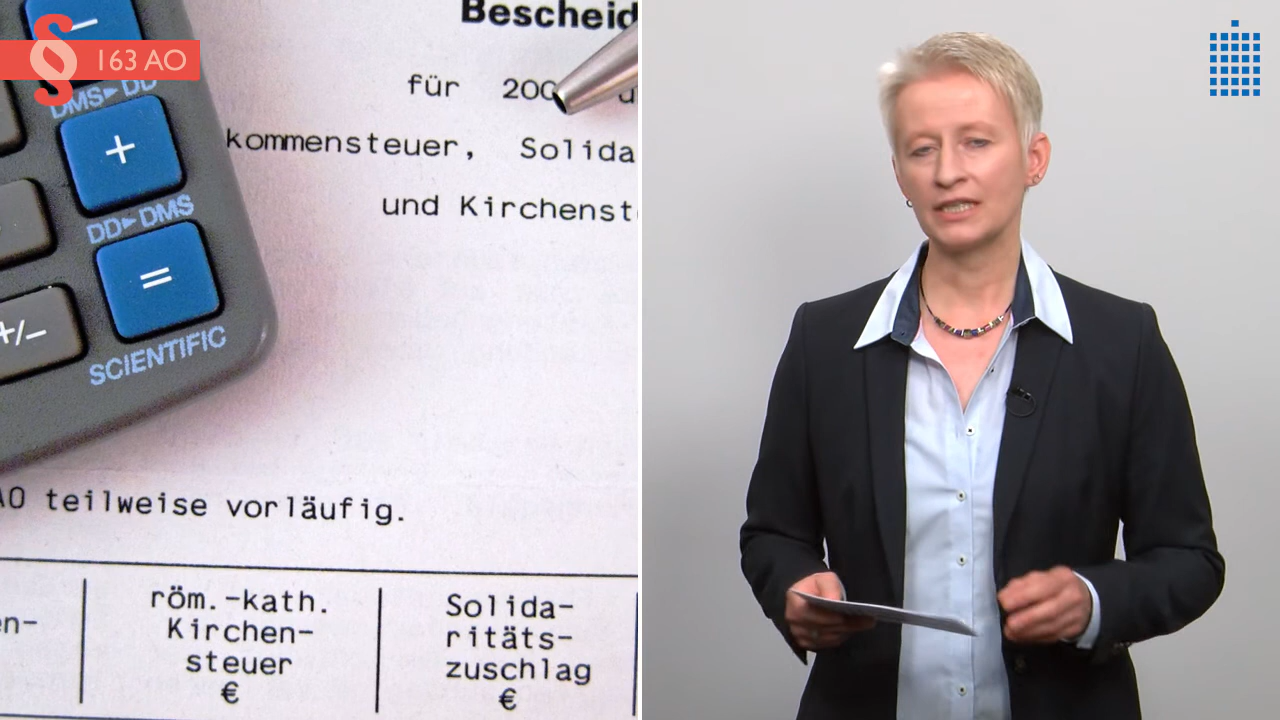 § 163 AO
Bescheid
für 200
kommensteuer, Solida
und Kirchenst
DMS▸DD
+
DD▸DMS
=
+/−
SCIENTIFIC
AO teilweise vorläufig.
en-
röm.-kath.
Kirchen-
steuer
€
Solida-
ritäts-
zuschlag
€